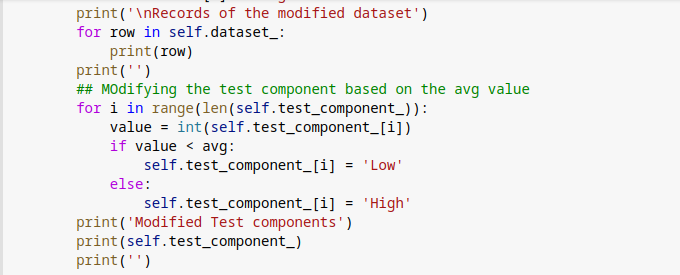 print('\nRecords of the modified dataset')
for row in self.dataset_:
print(row)
print('')
## MOdifying the test component based on the avg value
for i in range(len(self.test_component_)):
value = int(self.test_component_[i])
if value < avg:
self.test_component_[i] = 'Low'
else:
self.test_component_[i] = 'High'
print('Modified Test components')
print(self.test_component_)
print('')